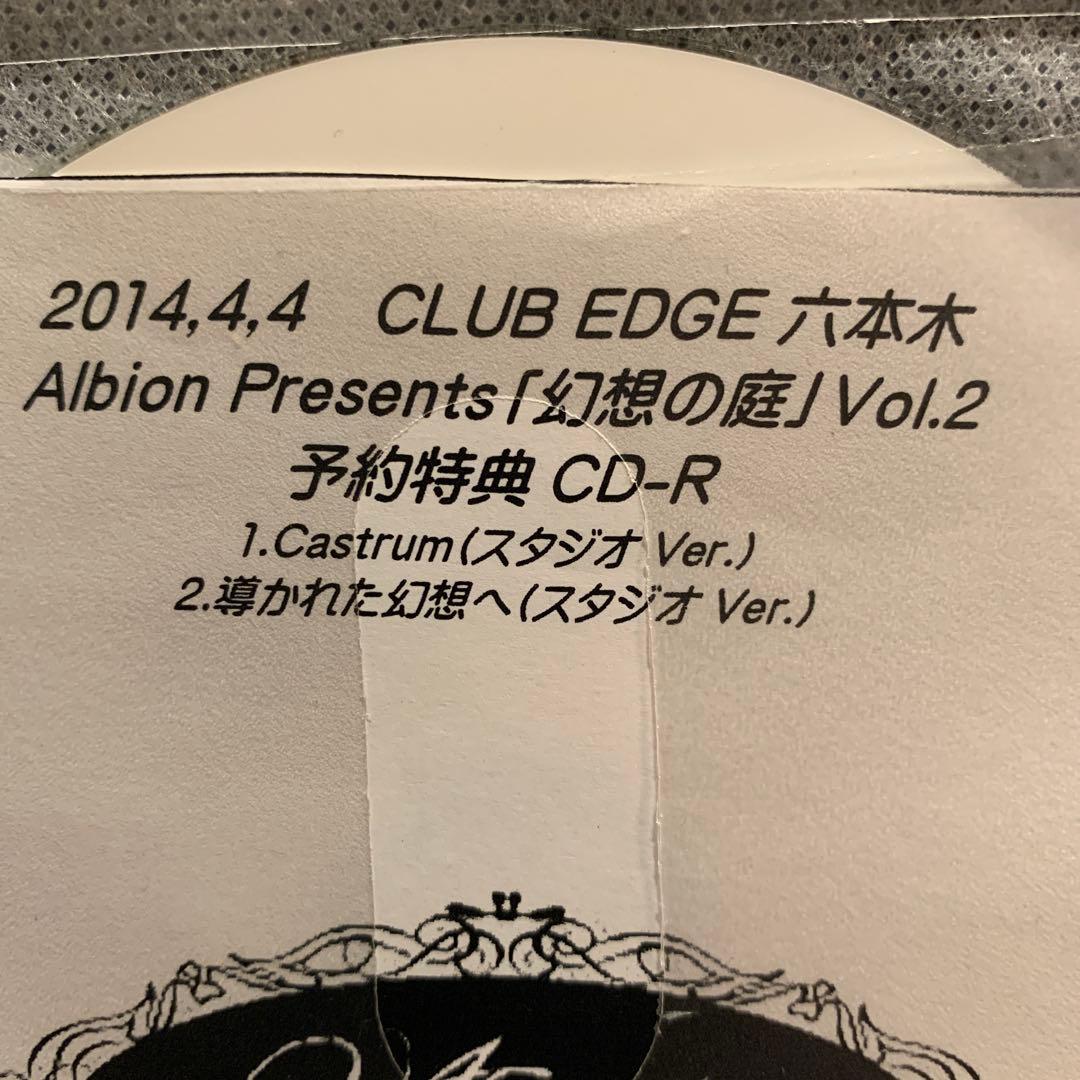 2014,4,4　CLUB EDGE 六本木
Albion Presents「幻想の庭」Vol.2
予約特典 CD-R
1.Castrum(スタジオ Ver.)
2.導かれた幻想へ(スタジオ Ver.)